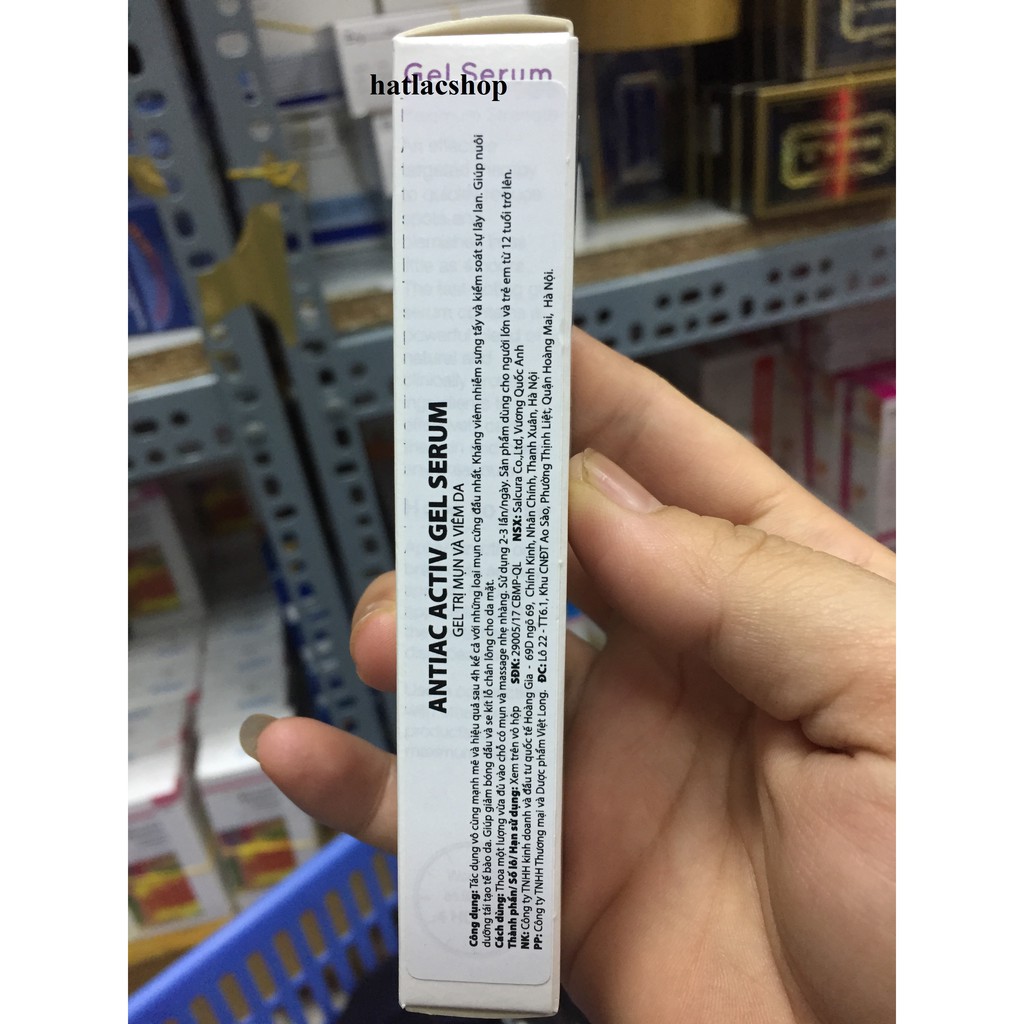 Gel Serum
hatlacshop
ANTIAC ACTIV GEL SERUM
GEL TRỊ MỤN VÀ VIÊM DA
Công dụng: Tác dụng vô cùng mạnh mẽ và hiệu quả sau 4h kể cả với những loại mụn cứng đầu nhất. Kháng viêm nhiễm sưng tấy và kiểm soát sự lây lan. Giúp nuôi
dưỡng tái tạo tế bào da. Giúp giảm bóng dầu và se kít lỗ chân lông cho da mặt.
Cách dùng: Thoa một lượng vừa đủ vào chỗ có mụn và massage nhẹ nhàng. Sử dụng 2-3 lần/ngày. Sản phẩm dùng cho người lớn và trẻ em từ 12 tuổi trở lên.
Thành phần/ Số lô/ Hạn sử dụng: Xem trên vỏ hộp SĐK: 29005/17 CBMP-QL NSX: Salcura Co.,Ltd, Vương Quốc Anh
NK: Công ty TNHH kinh doanh và đầu tư quốc tế Hoàng Gia - 69D ngõ 69, Chính Kinh, Nhân Chính, Thanh Xuân, Hà Nội
PP: Công ty TNHH Thương mại và Dược phẩm Việt Long. ĐC: Lô 22 - TT6.1, Khu CNĐT Ao Sào, Phường Thịnh Liệt, Quận Hoàng Mai, Hà Nội.